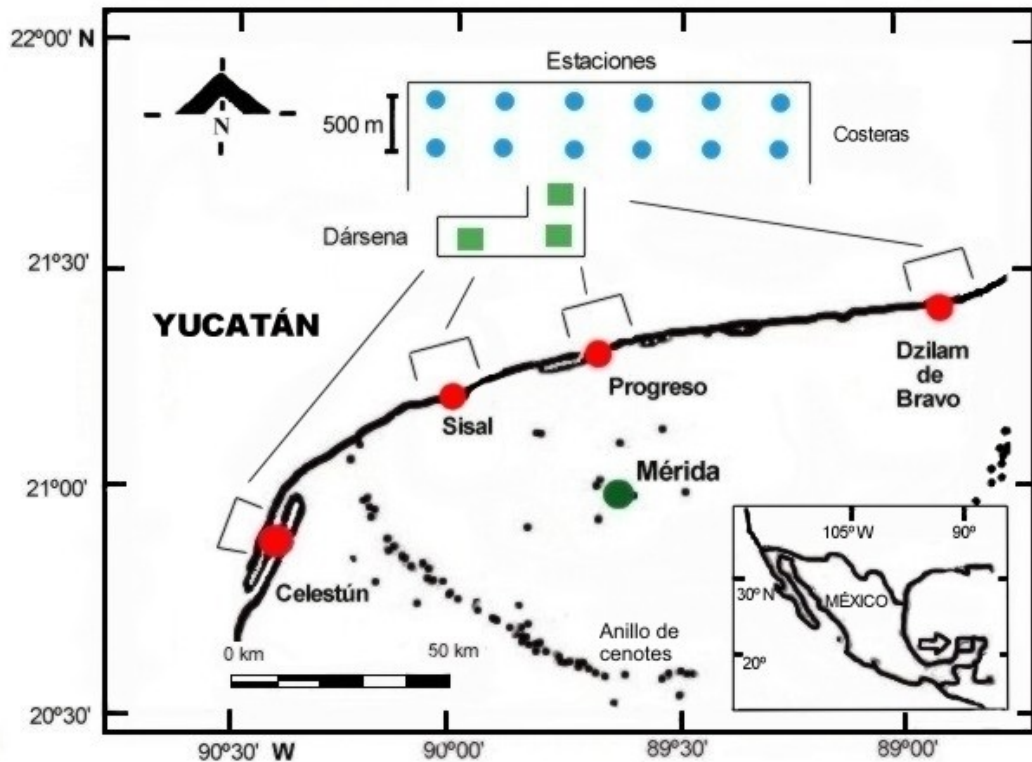 22º00' N
Estaciones
N
500 m
Costeras
Dársena
21º30'
YUCATÁN
Dzilam
de
Bravo
Progreso
Sisal
Mérida
21º00'
105ºW
90º
Celestún
30º N
MÉXICO
Anillo de
cenotes
0 km
50 km
20º
20º30'
90º30' W
90º00'
89º30'
89º00'